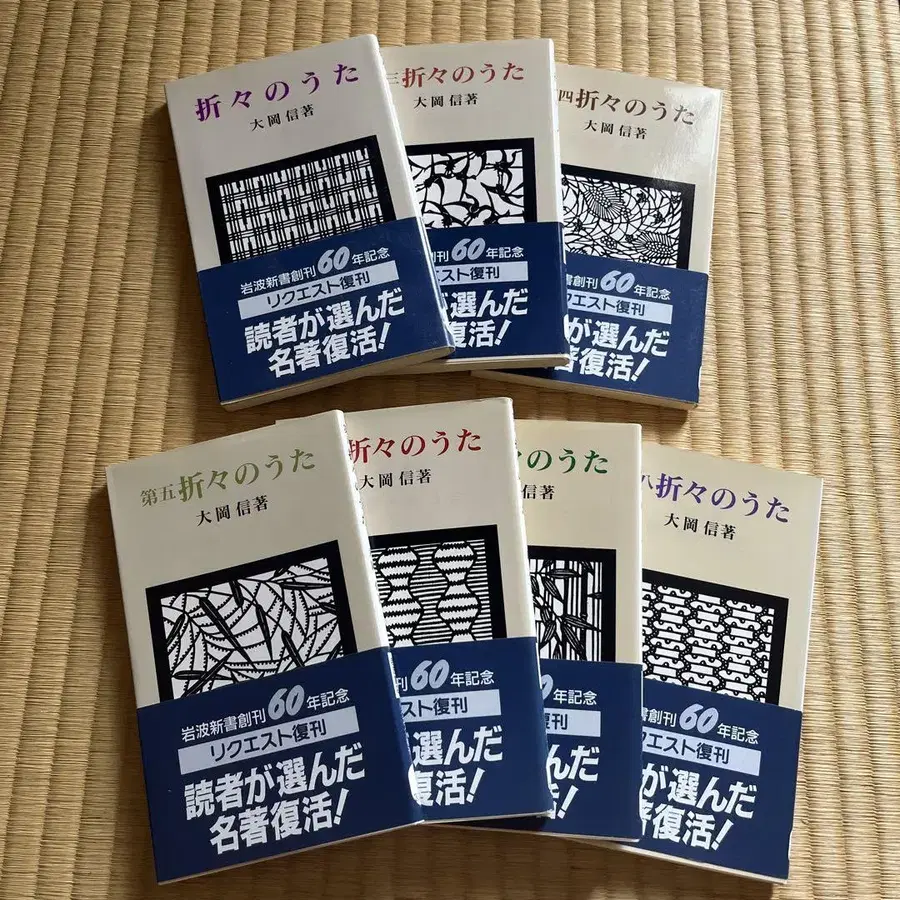 折々のうた
大岡信著
岩波新書創刊60年記念
リクエスト復刊
読者が選んだ
名著復活!
三折々のうた
大岡信著
60年記念
エスト復刊
選んだ
復活!
四折々のうた
大岡信著
書創刊60年記念
クエスト復刊
が選んだ
著復活!
第五折々のうた
大岡信著
岩波新書創刊60年記念
リクエスト復刊
読者が選んだ
名著復活!
折々のうた
大岡信著
刊60年記念
スト復刊
選んだ
復活!
々のうた
信著
年記念
復刊
んだ
活!
八折々のうた
大岡信著
書創刊60年記念
クエスト復刊
が選んだ
著復活!